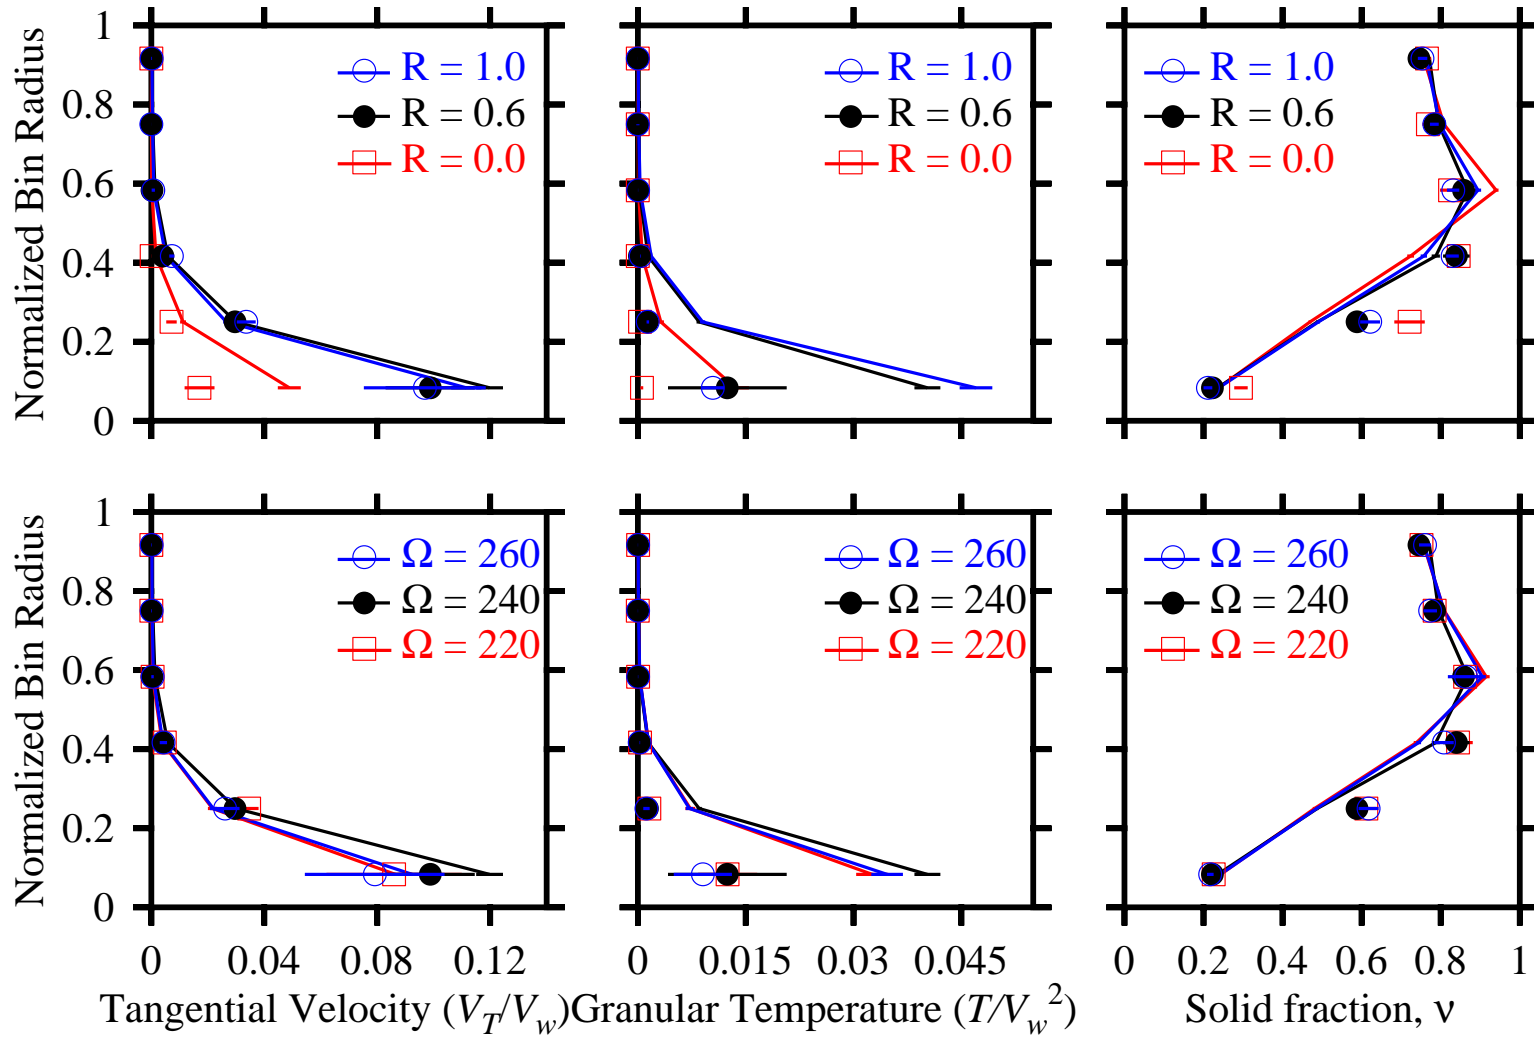 Normalized Bin Radius
1
0.8
0.6
0.4
0.2
0
R = 1.0
R = 0.6
R = 0.0
R = 1.0
R = 0.6
R = 0.0
R = 1.0
R = 0.6
R = 0.0
Normalized Bin Radius
1
0.8
0.6
0.4
0.2
0
Ω = 260
Ω = 240
Ω = 220
Ω = 260
Ω = 240
Ω = 220
Ω = 260
Ω = 240
Ω = 220
0 0.04 0.08 0.12
0 0.015 0.03 0.045
0 0.2 0.4 0.6 0.8 1
Tangential Velocity (V_T/V_w)
Granular Temperature (T/V_w^2)
Solid fraction, ν